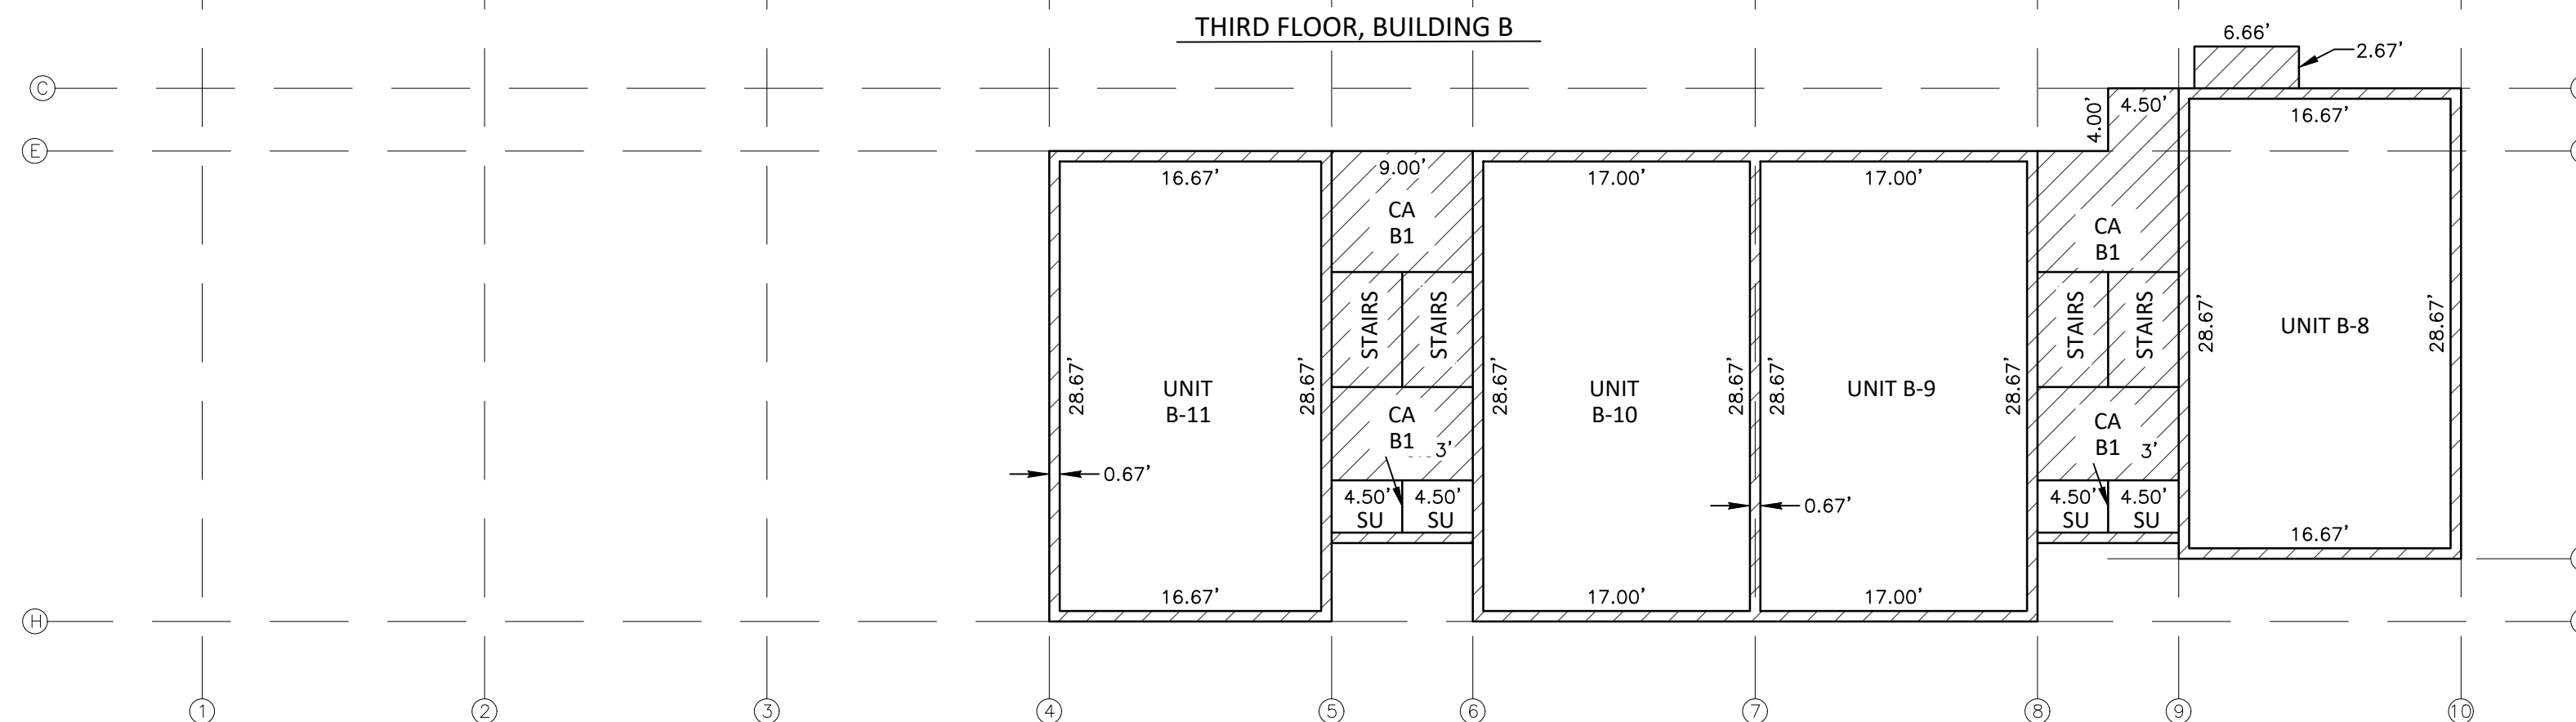 THIRD FLOOR, BUILDING B
6.66’
2.67’
C
4.00’
4.50’
16.67’
E
16.67’
9.00’
17.00’
17.00’
CA
B1
CA
B1
STAIRS
STAIRS
STAIRS
STAIRS
28.67’
UNIT B-8
28.67’
28.67’
UNIT
B-11
28.67’
28.67’
UNIT
B-10
28.67’
28.67’
UNIT B-9
28.67’
CA
B1
3’
CA
B1
3’
0.67’
4.50’
4.50’
SU
SU
0.67’
4.50’
4.50’
SU
SU
16.67’
16.67’
17.00’
17.00’
H
1
2
3
4
5
6
7
8
9
10